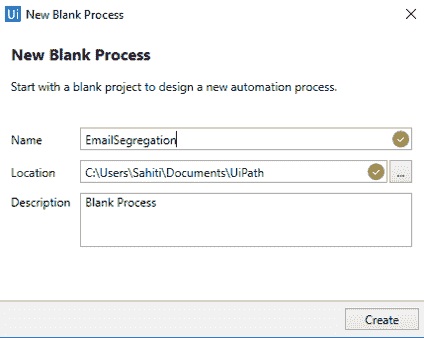 Ui New Blank Process
New Blank Process
Start with a blank project to design a new automation process.
Name EmailSegregation
Location C:\Users\Sahiti\Documents\UiPath ...
Description Blank Process
Create